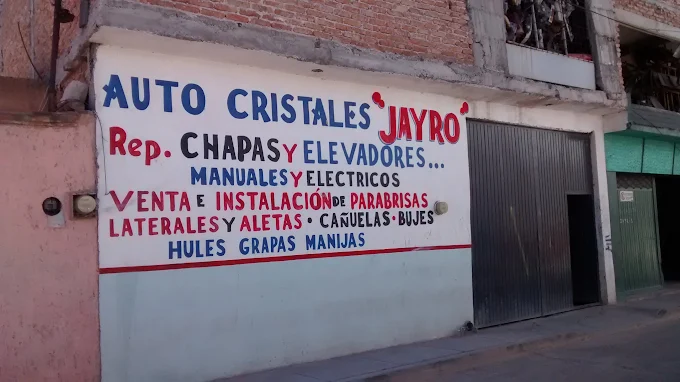 AUTO CRISTALES "JAYRO"
Rep. CHAPAS Y ELEVADORES...
MANUALES Y ELECTRICOS
VENTA E INSTALACIÓN DE PARABRISAS
LATERALES Y ALETAS · CAÑUELAS · BUJES
HULES GRAPAS MANIJAS